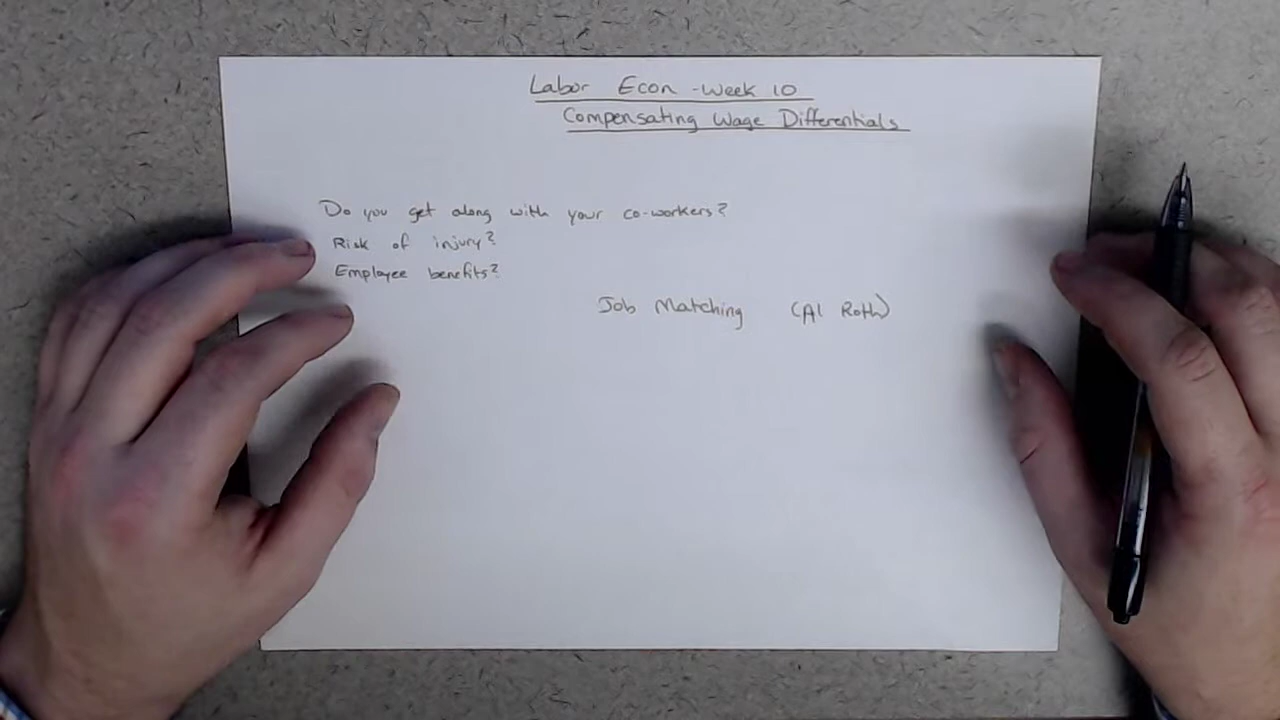 Labor Econ - Week 10
Compensating Wage Differentials
Do you get along with your co-workers?
Risk of injury?
Employee benefits?
Job Matching (Al Roth)